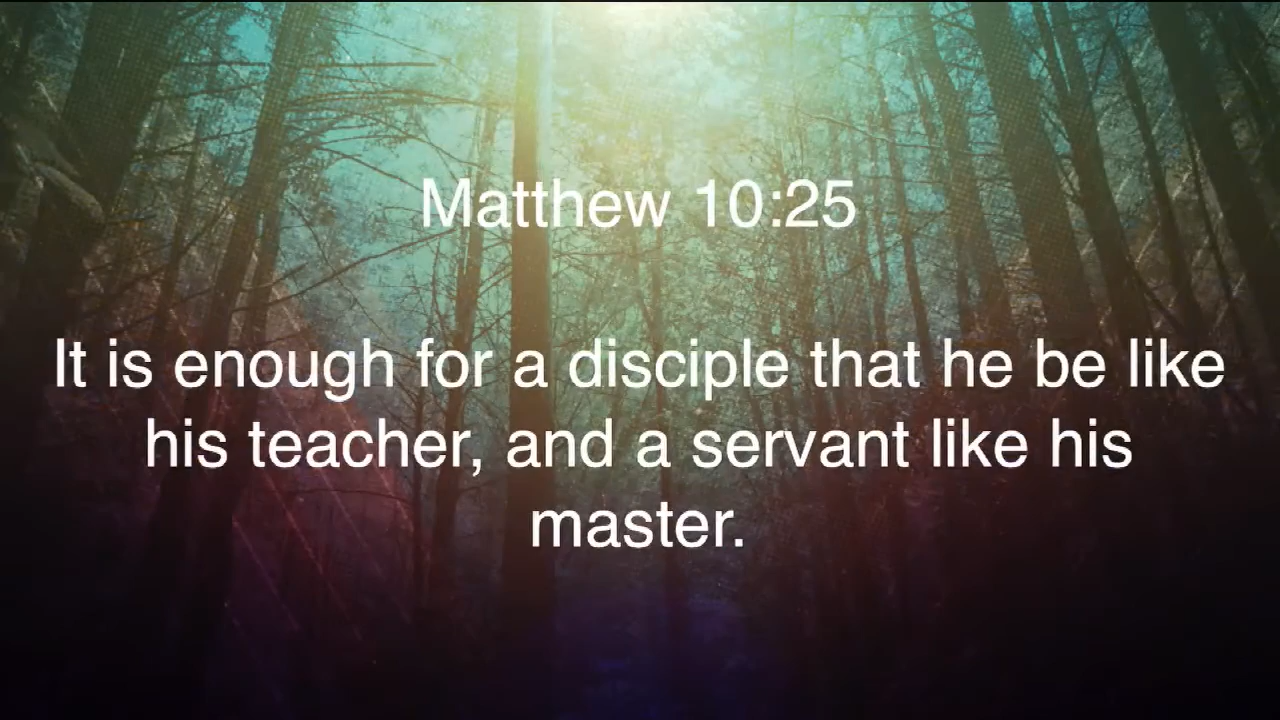 Matthew 10:25
It is enough for a disciple that he be like
his teacher, and a servant like his
master.